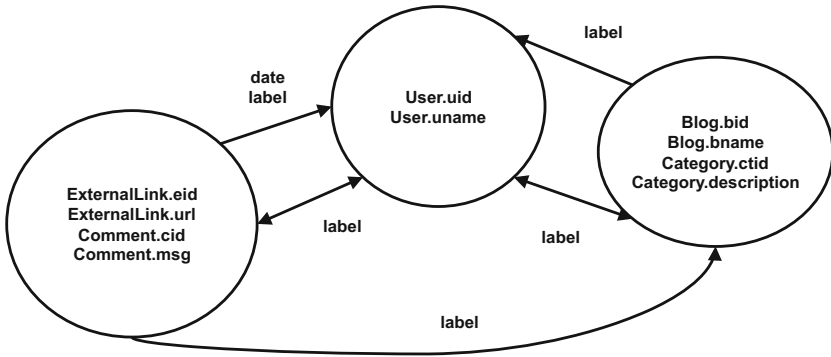 label
date
label
User.uid
User.uname
Blog.bid
Blog.bname
Category.ctid
Category.description
ExternalLink.eid
ExternalLink.url
Comment.cid
Comment.msg
label
label
label